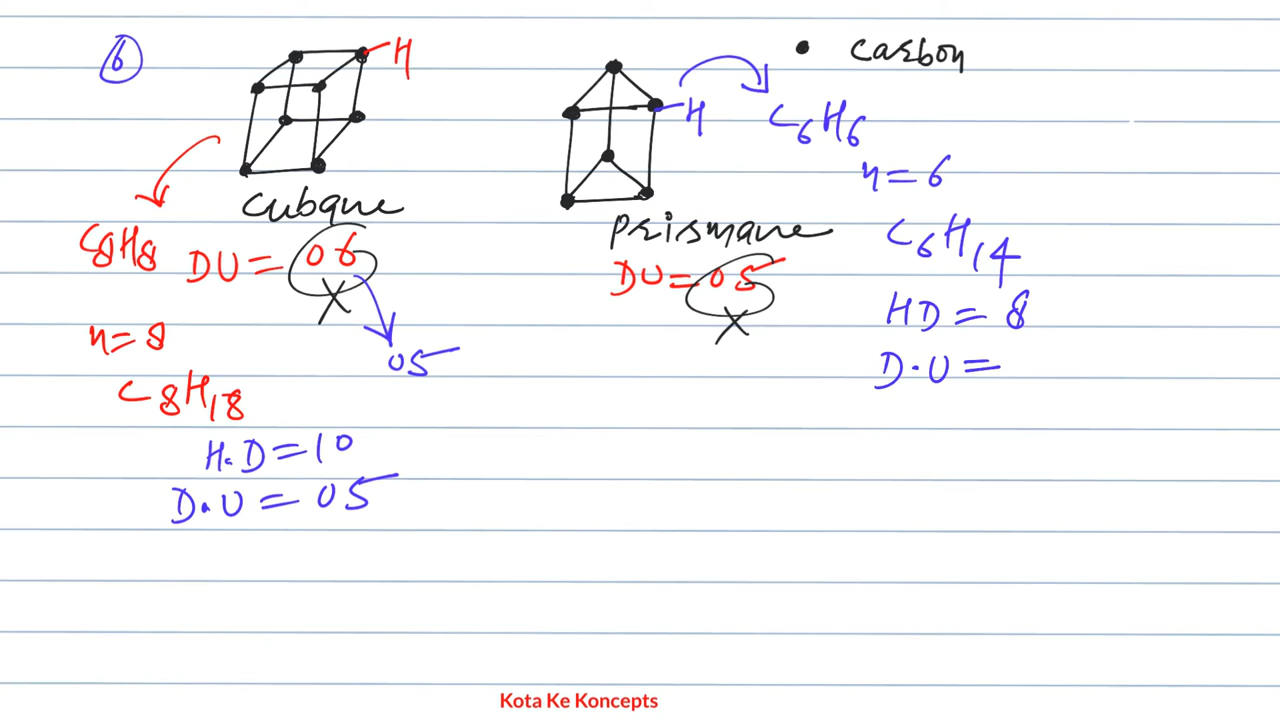 6
H
cubane
C8H8
DU = 06
X
05
n = 8
C8H18
H.D = 10
D.U = 05
• carbon
H
C6H6
n = 6
prismane
DU = 05
X
C6H14
HD = 8
D.U =
Kota Ke Koncepts